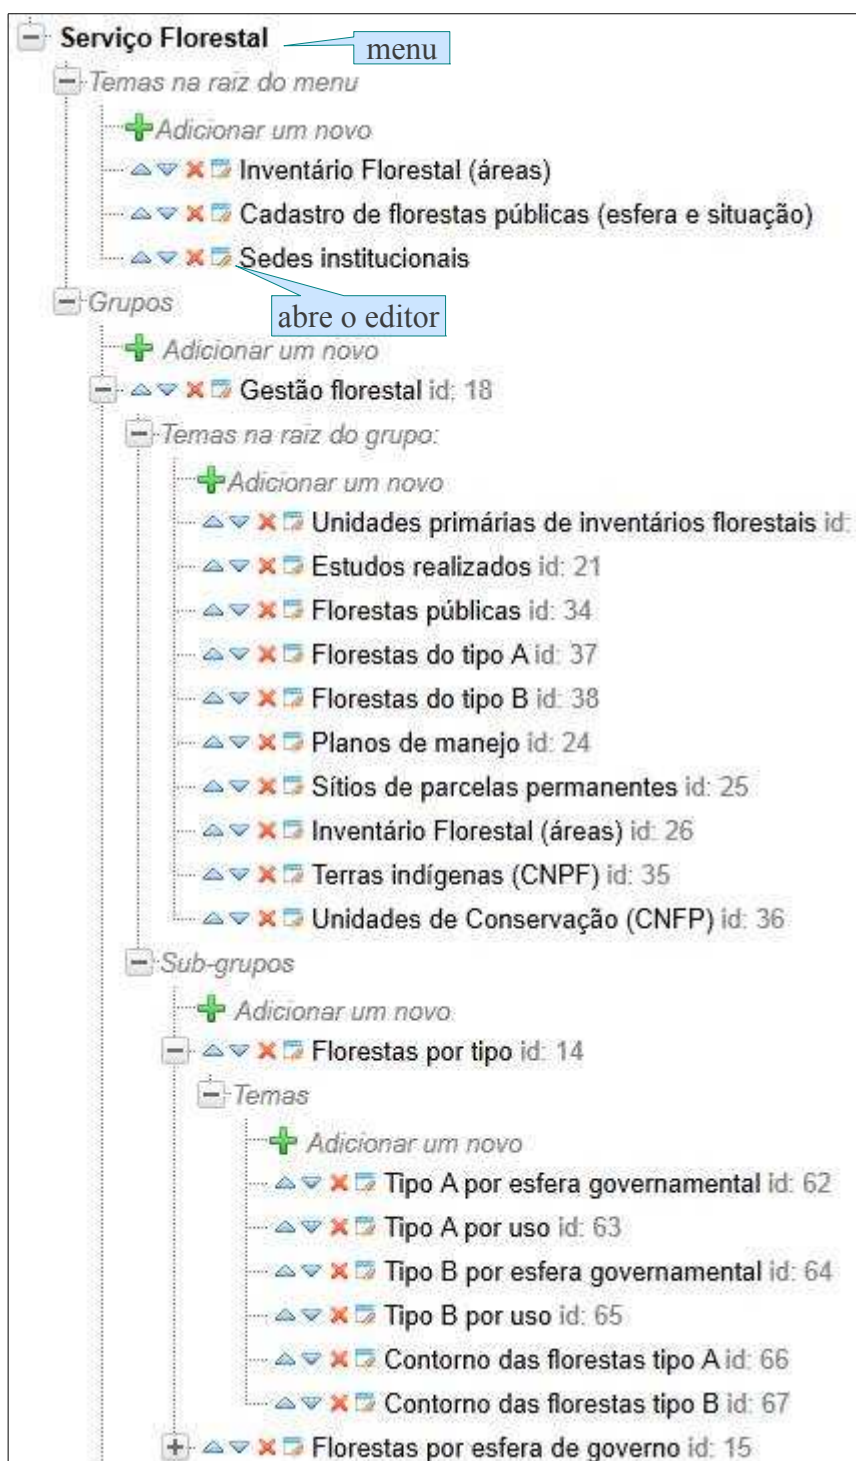 Serviço Florestal
menu
Temas na raiz do menu
Adicionar um novo
Inventário Florestal (áreas)
Cadastro de florestas públicas (esfera e situação)
Sedes institucionais
Grupos
abre o editor
Adicionar um novo
Gestão florestal id: 18
Temas na raiz do grupo:
Adicionar um novo
Unidades primárias de inventários florestais id:
Estudos realizados id: 21
Florestas públicas id: 34
Florestas do tipo A id: 37
Florestas do tipo B id: 38
Planos de manejo id: 24
Sítios de parcelas permanentes id: 25
Inventário Florestal (áreas) id: 26
Terras indígenas (CNPF) id: 35
Unidades de Conservação (CNFP) id: 36
Sub-grupos
Adicionar um novo
Florestas por tipo id: 14
Temas
Adicionar um novo
Tipo A por esfera governamental id: 62
Tipo A por uso id: 63
Tipo B por esfera governamental id: 64
Tipo B por uso id: 65
Contorno das florestas tipo A id: 66
Contorno das florestas tipo B id: 67
Florestas por esfera de governo id: 15